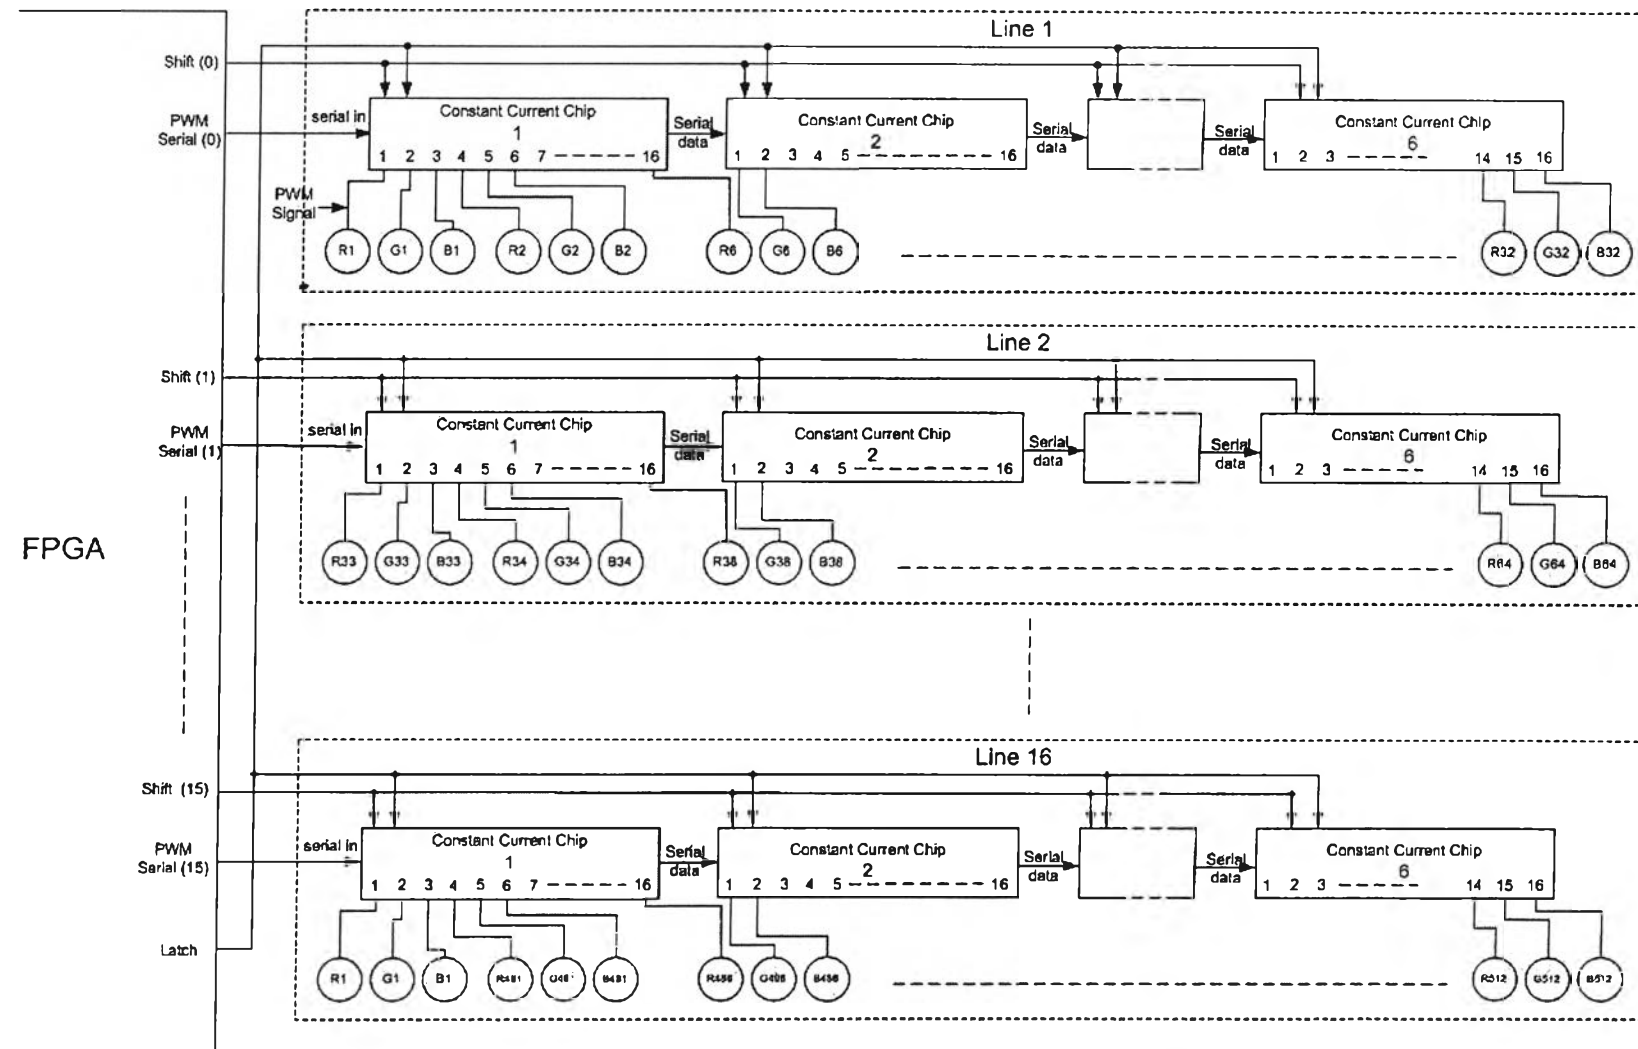 Line 1
Shift (0)
PWM
Serial (0)
serial in
Constant Current Chip
1
1 2 3 4 5 6 7 16
Serial
data
Constant Current Chip
2
1 2 3 4 5 16
Serial
data
Serial
data
Constant Current Chip
6
1 2 3 14 15 16
PWM
Signal
R1 G1 B1 R2 G2 B2 R6 G6 B6 R32 G32 B32
Line 2
Shift (1)
PWM
Serial (1)
serial in
Constant Current Chip
1
1 2 3 4 5 6 7 16
Serial
data
Constant Current Chip
2
1 2 3 4 5 16
Serial
data
Serial
data
Constant Current Chip
6
1 2 3 14 15 16
FPGA
R33 G33 B33 R34 G34 B34 R38 G38 B38 R64 G64 B64
Line 16
Shift (15)
PWM
Serial (15)
serial in
Constant Current Chip
1
1 2 3 4 5 6 7 16
Serial
data
Constant Current Chip
2
1 2 3 4 5 16
Serial
data
Serial
data
Constant Current Chip
6
1 2 3 14 15 16
Latch
R1 G1 B1 R481 B481 R512 G512 B512